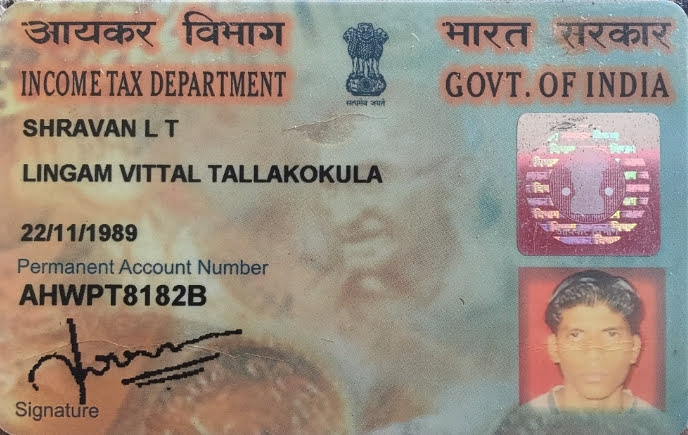 आयकर विभाग
भारत सरकार
INCOME TAX DEPARTMENT
GOVT. OF INDIA
सत्यमेव जयते
SHRAVAN L T
LINGAM VITTAL TALLAKOKULA
22/11/1989
Permanent Account Number
AHWPT8182B
Signature